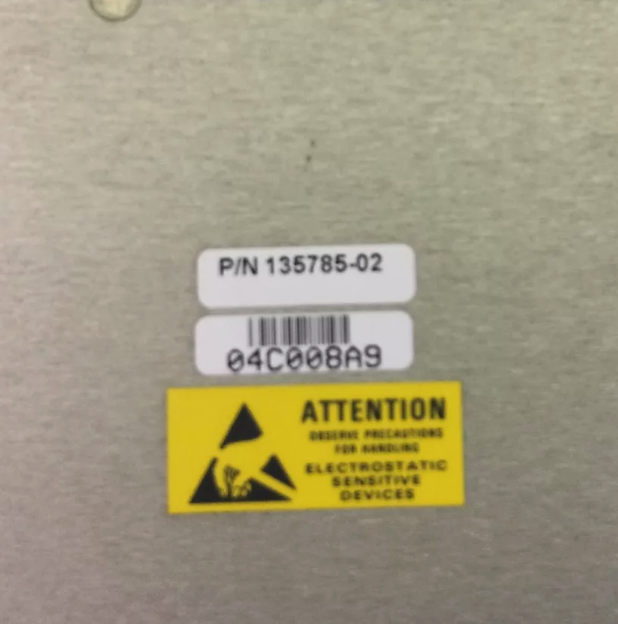 P/N 135785-02
04C008A9
ATTENTION
OBSERVE PRECAUTIONS
FOR HANDLING
ELECTROSTATIC
SENSITIVE
DEVICES